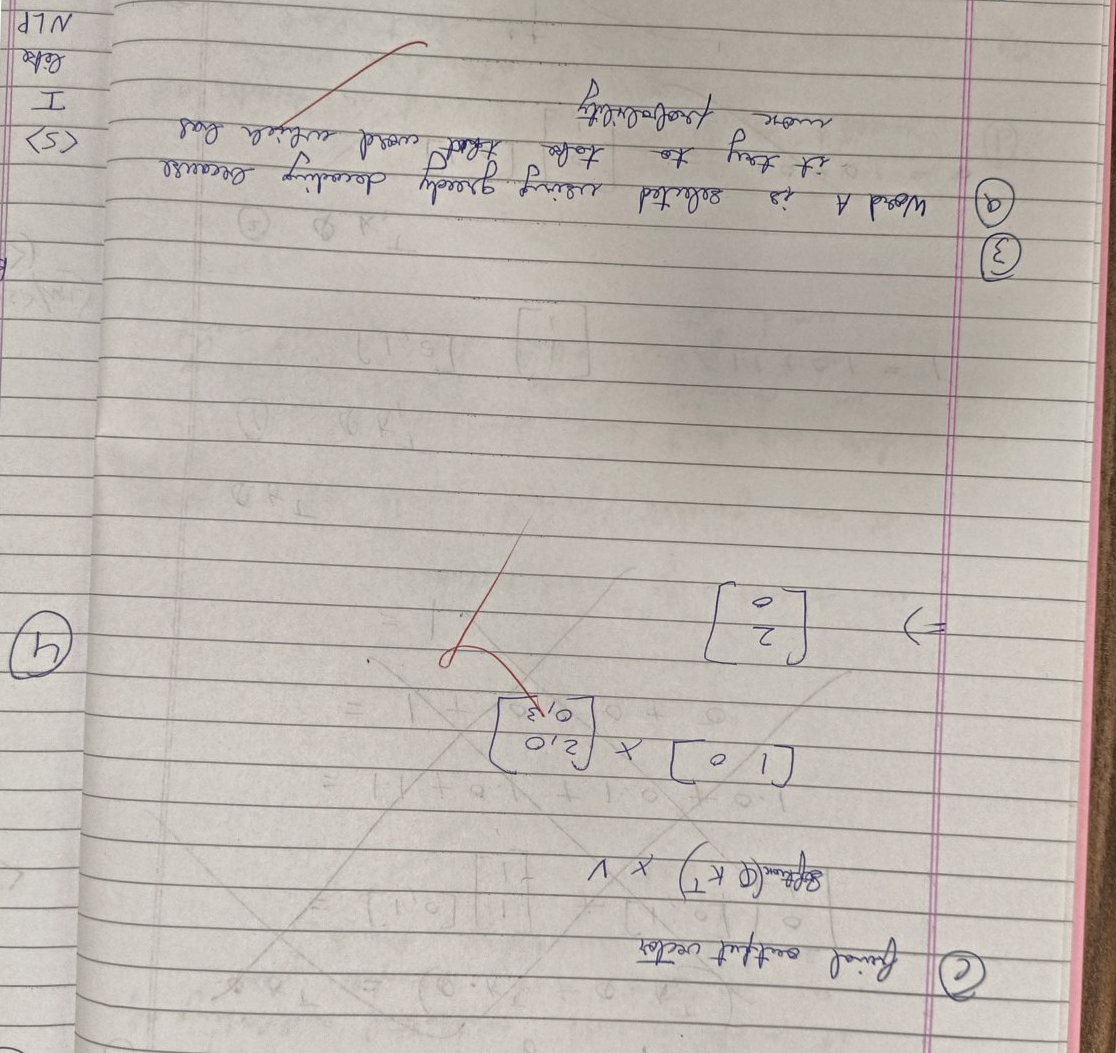 (c) final output vector
softmax(QKᵀ) × V
[1 0] × [2,0
0,3]
=> [2
0]
(3)
(a) Word A is selected using greedy decoding because
it try to take that word which has
more probability
(4)
<S>
I
like
NLP